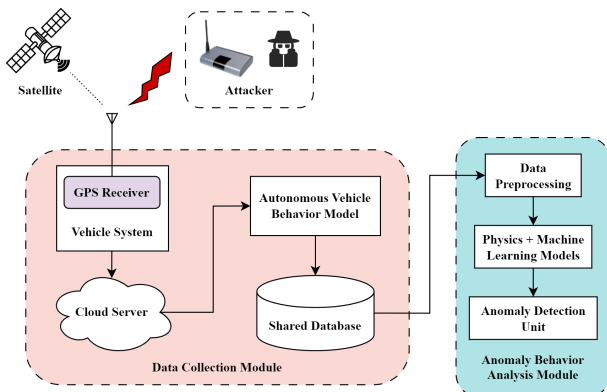 Satellite
Attacker
GPS Receiver
Vehicle System
Cloud Server
Autonomous Vehicle
Behavior Model
Shared Database
Data Collection Module
Data
Preprocessing
Physics + Machine
Learning Models
Anomaly Detection
Unit
Anomaly Behavior
Analysis Module